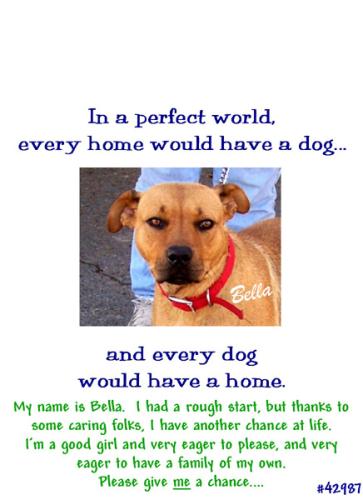 In a perfect world,
every home would have a dog...
Bella
and every dog
would have a home.
My name is Bella. I had a rough start, but thanks to
some caring folks, I have another chance at life.
I'm a good girl and very eager to please, and very
eager to have a family of my own.
Please give me a chance....
#42987